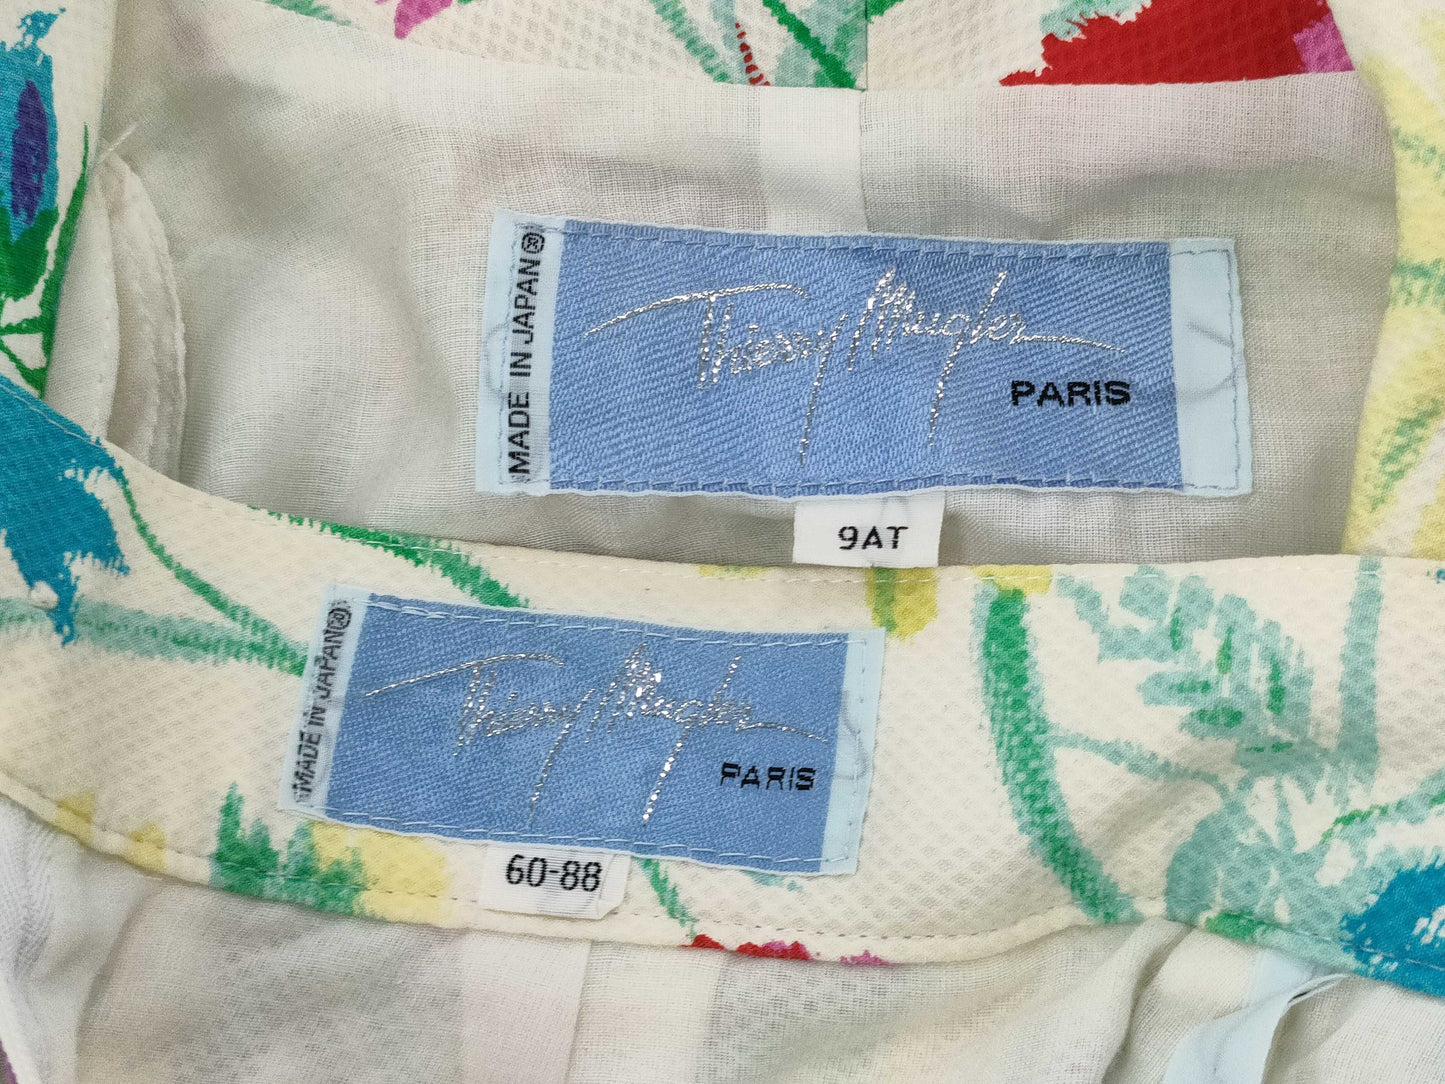 MADE IN JAPAN®
Thierry Mugler
PARIS
9AT
MADE IN JAPAN®
Thierry Mugler
PARIS
60-88